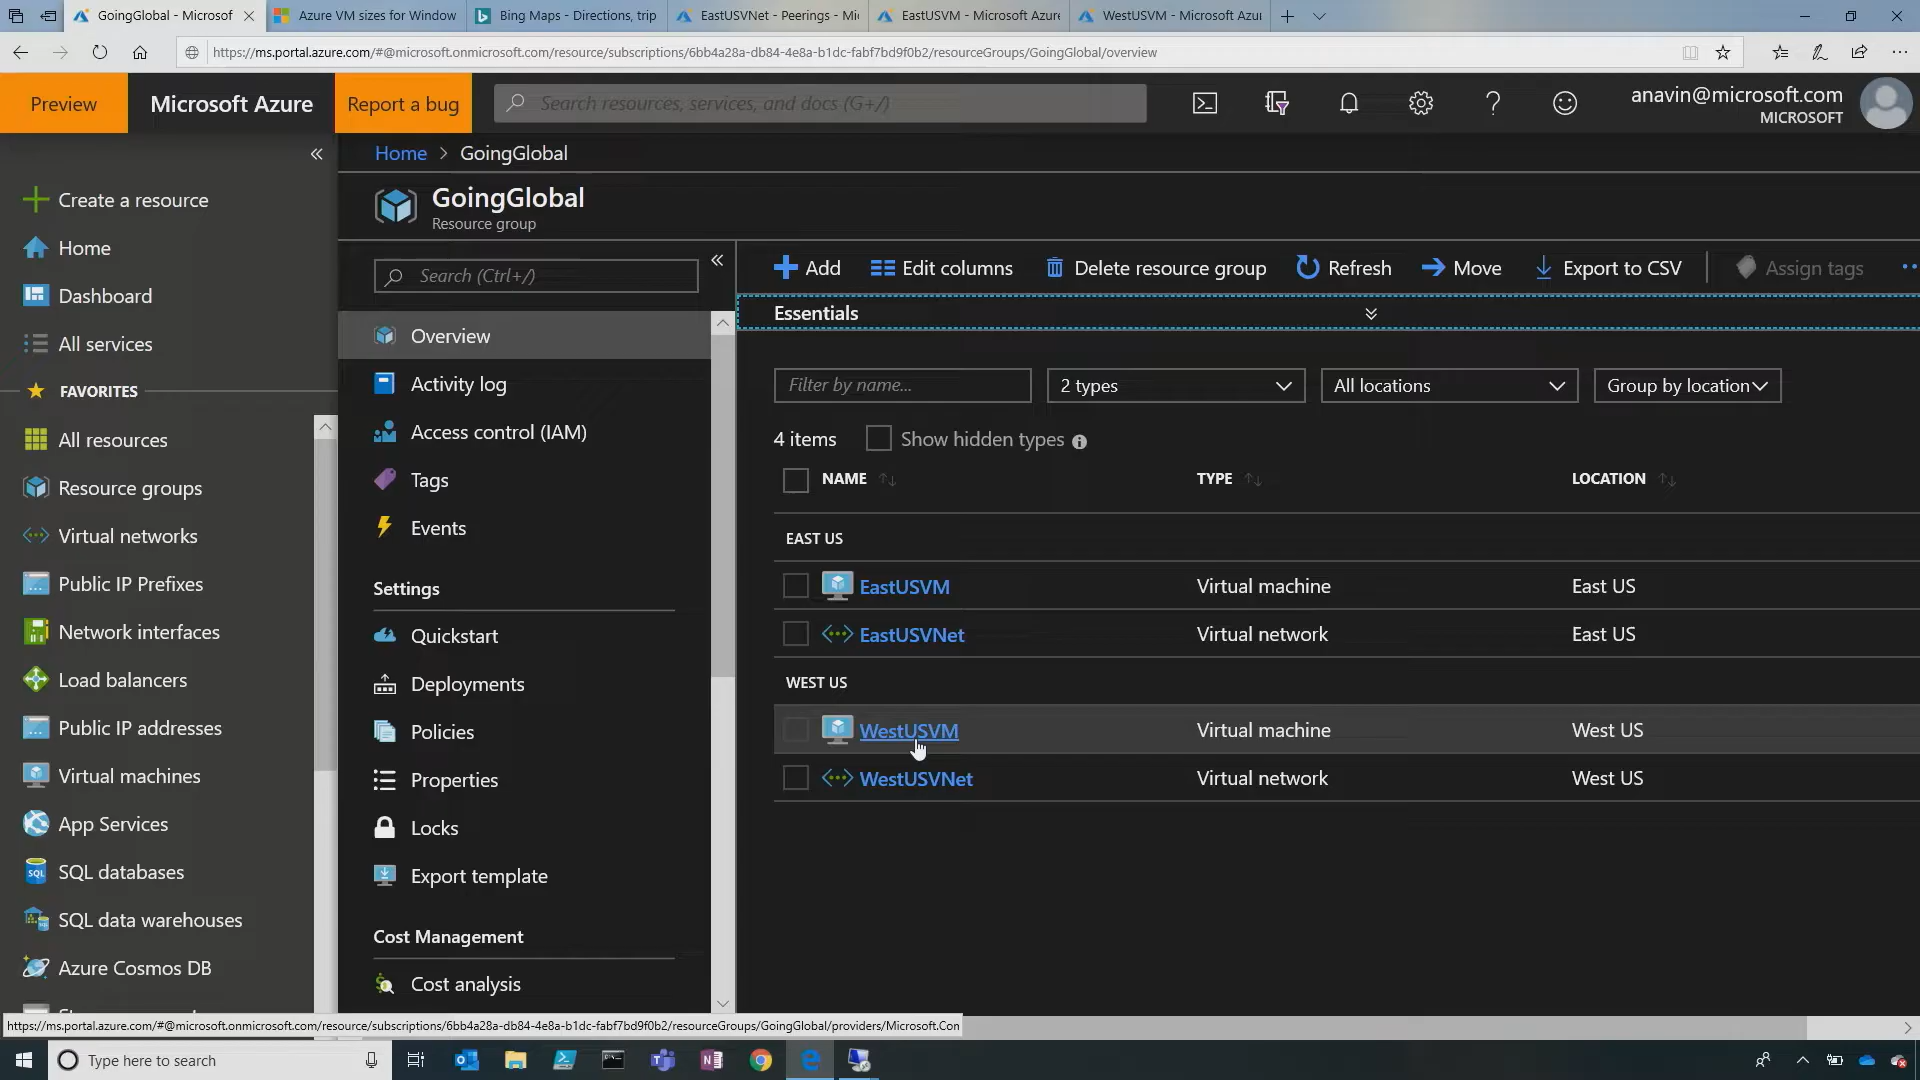 GoingGlobal - Microsof
Azure VM sizes for Window
Bing Maps - Directions, trip
EastUSVNet - Peerings - Mi
EastUSVM - Microsoft Azure
WestUSVM - Microsoft Azu
https://ms.portal.azure.com/#@microsoft.onmicrosoft.com/resource/subscriptions/6bb4a28a-db84-4e8a-b1dc-fabf7bd9f0b2/resourceGroups/GoingGlobal/overview
Preview
Microsoft Azure
Report a bug
Search resources, services, and docs (G+/)
anavin@microsoft.com
MICROSOFT
Home > GoingGlobal
GoingGlobal
Resource group
Create a resource
Home
Dashboard
All services
FAVORITES
All resources
Resource groups
Virtual networks
Public IP Prefixes
Network interfaces
Load balancers
Public IP addresses
Virtual machines
App Services
SQL databases
SQL data warehouses
Azure Cosmos DB
Search (Ctrl+/)
Overview
Activity log
Access control (IAM)
Tags
Events
Settings
Quickstart
Deployments
Policies
Properties
Locks
Export template
Cost Management
Cost analysis
Add
Edit columns
Delete resource group
Refresh
Move
Export to CSV
Assign tags
Essentials
Filter by name...
2 types
All locations
Group by location
4 items
Show hidden types
NAME TYPE LOCATION
EAST US
EastUSVM Virtual machine East US
EastUSVNet Virtual network East US
WEST US
WestUSVM Virtual machine West US
WestUSVNet Virtual network West US
https://ms.portal.azure.com/#@microsoft.onmicrosoft.com/resource/subscriptions/6bb4a28a-db84-4e8a-b1dc-fabf7bd9f0b2/resourceGroups/GoingGlobal/providers/Microsoft.Con
Type here to search